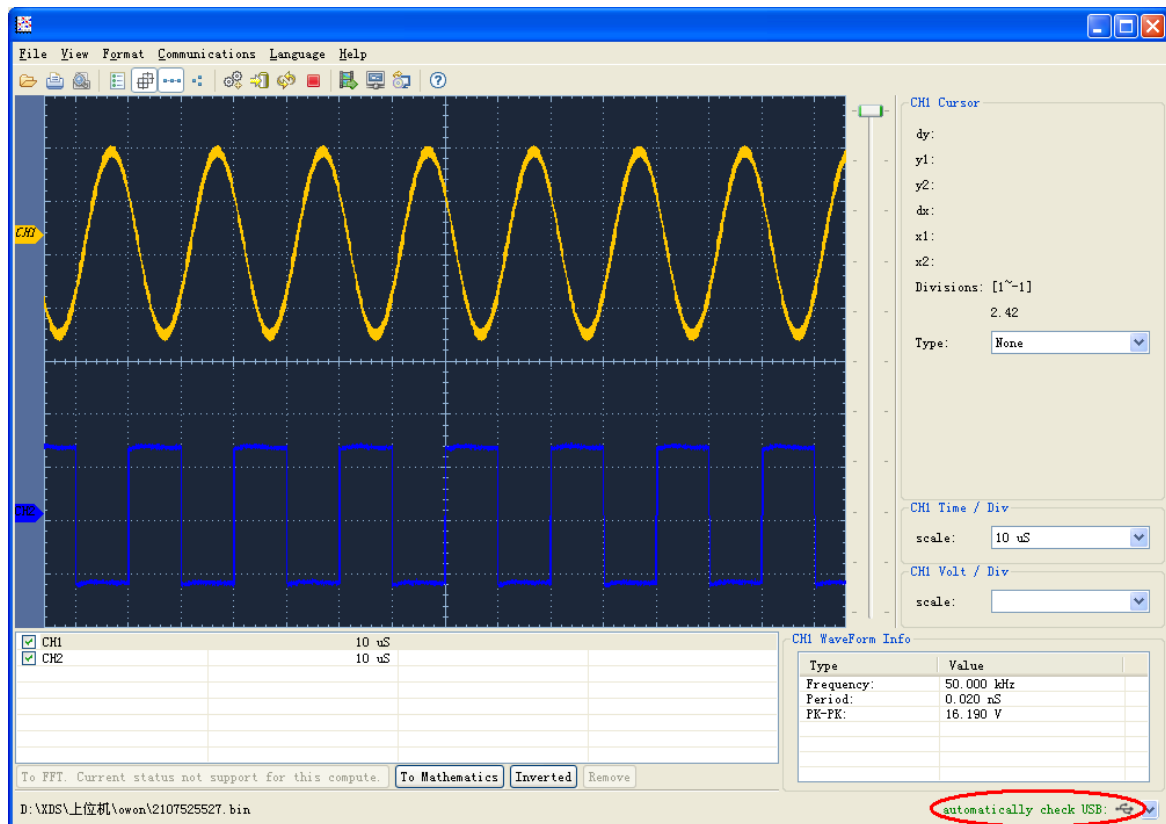 File View Format Communications Language Help
CH1 Cursor
dy:
y1:
y2:
dx:
x1:
x2:
Divisions: [1~-1]
2.42
Type: None
CH1
CH2
CH1 Time / Div
scale: 10 uS
CH1 Volt / Div
scale:
CH1 10 uS
CH2 10 uS
CH1 WaveForm Info
Type Value
Frequency: 50.000 kHz
Period: 0.020 nS
PK-PK: 16.190 V
To FFT. Current status not support for this compute. To Mathematics Inverted Remove
D:\XDS\上位机\owon\2107525527.bin
automatically check USB: